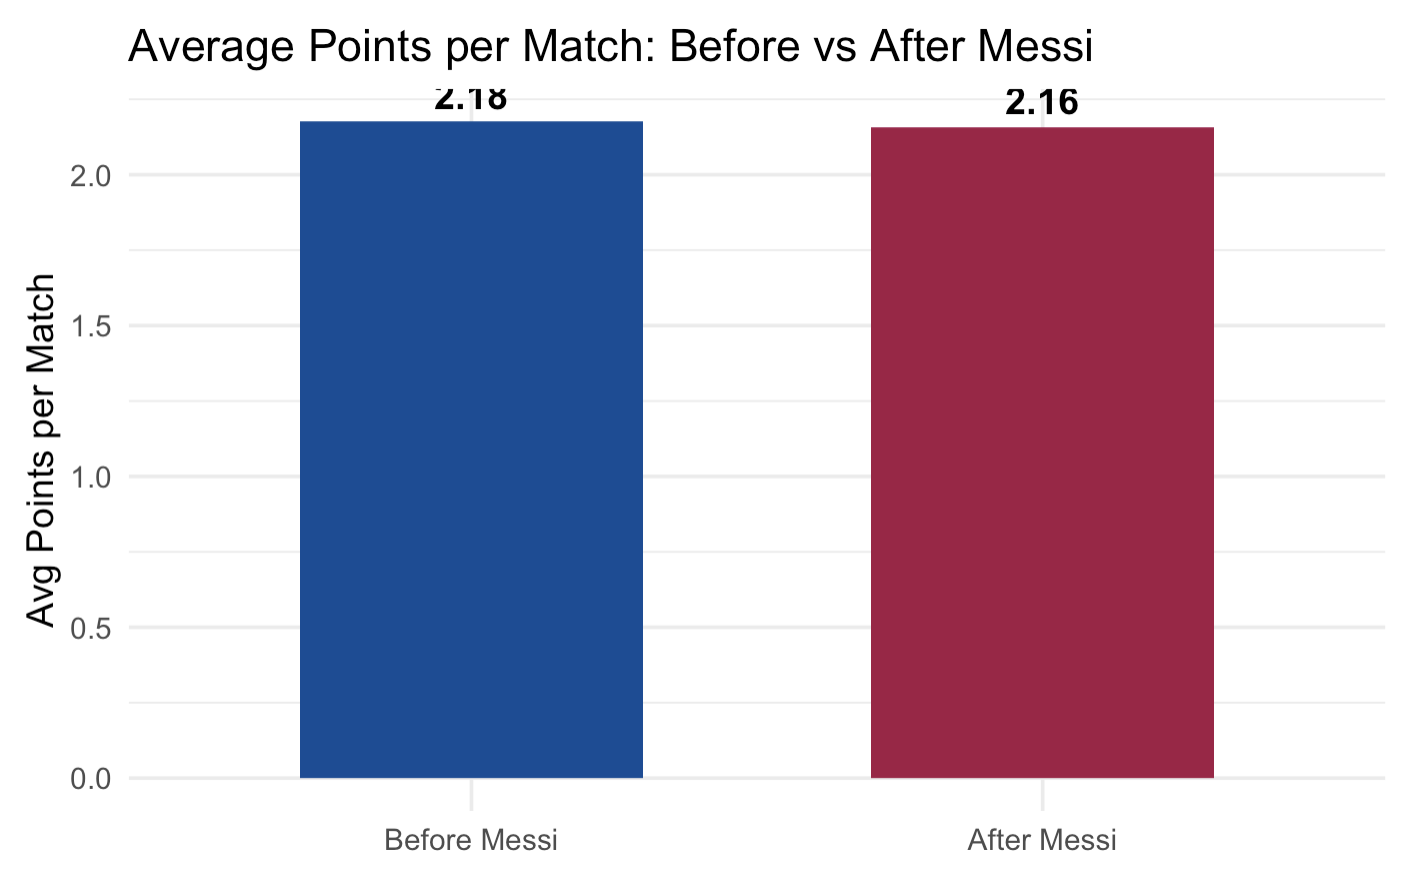 Average Points per Match: Before vs After Messi
2.18
2.16
2.0
1.5
1.0
0.5
0.0
Avg Points per Match
Before Messi
After Messi